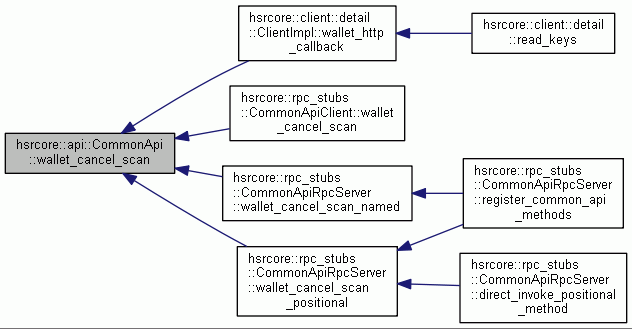 hsrcore::client::detail
::ClientImpl::wallet_http
_callback
hsrcore::client::detail
::read_keys
hsrcore::rpc_stubs
::CommonApiClient::wallet
_cancel_scan
hsrcore::api::CommonApi
::wallet_cancel_scan
hsrcore::rpc_stubs
::CommonApiRpcServer
::wallet_cancel_scan_named
hsrcore::rpc_stubs
::CommonApiRpcServer
::register_common_api
_methods
hsrcore::rpc_stubs
::CommonApiRpcServer
::wallet_cancel_scan
_positional
hsrcore::rpc_stubs
::CommonApiRpcServer
::direct_invoke_positional
_method